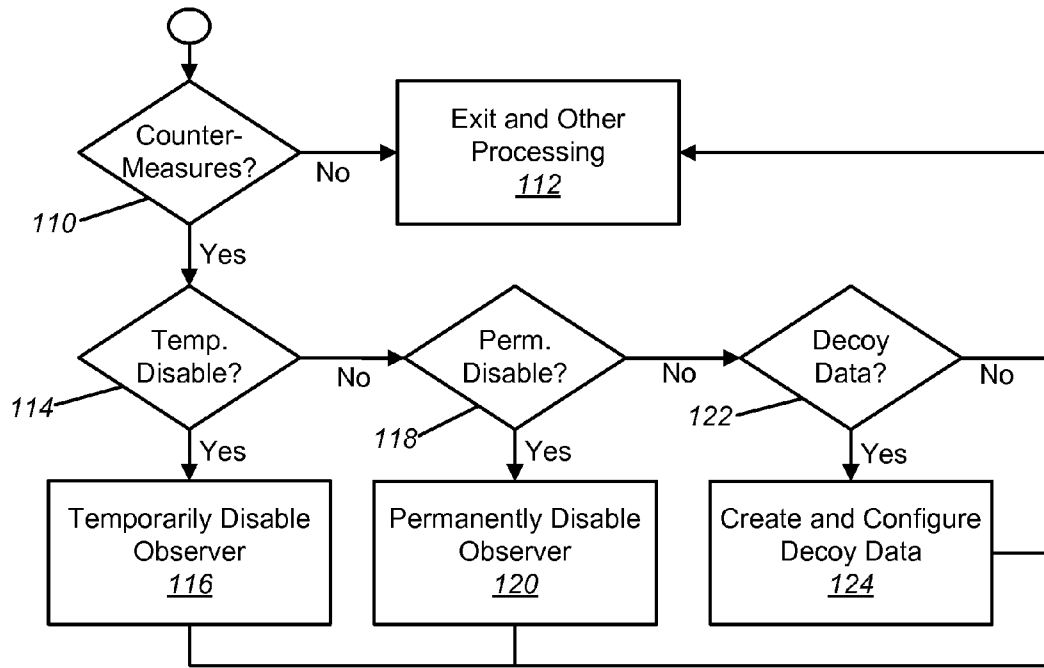 Counter-
Measures?
110
No
Exit and Other
Processing
112
Yes
Temp.
Disable?
114
No
Perm.
Disable?
118
No
Decoy
Data?
122
No
Yes
Yes
Yes
Temporarily Disable
Observer
116
Permanently Disable
Observer
120
Create and Configure
Decoy Data
124